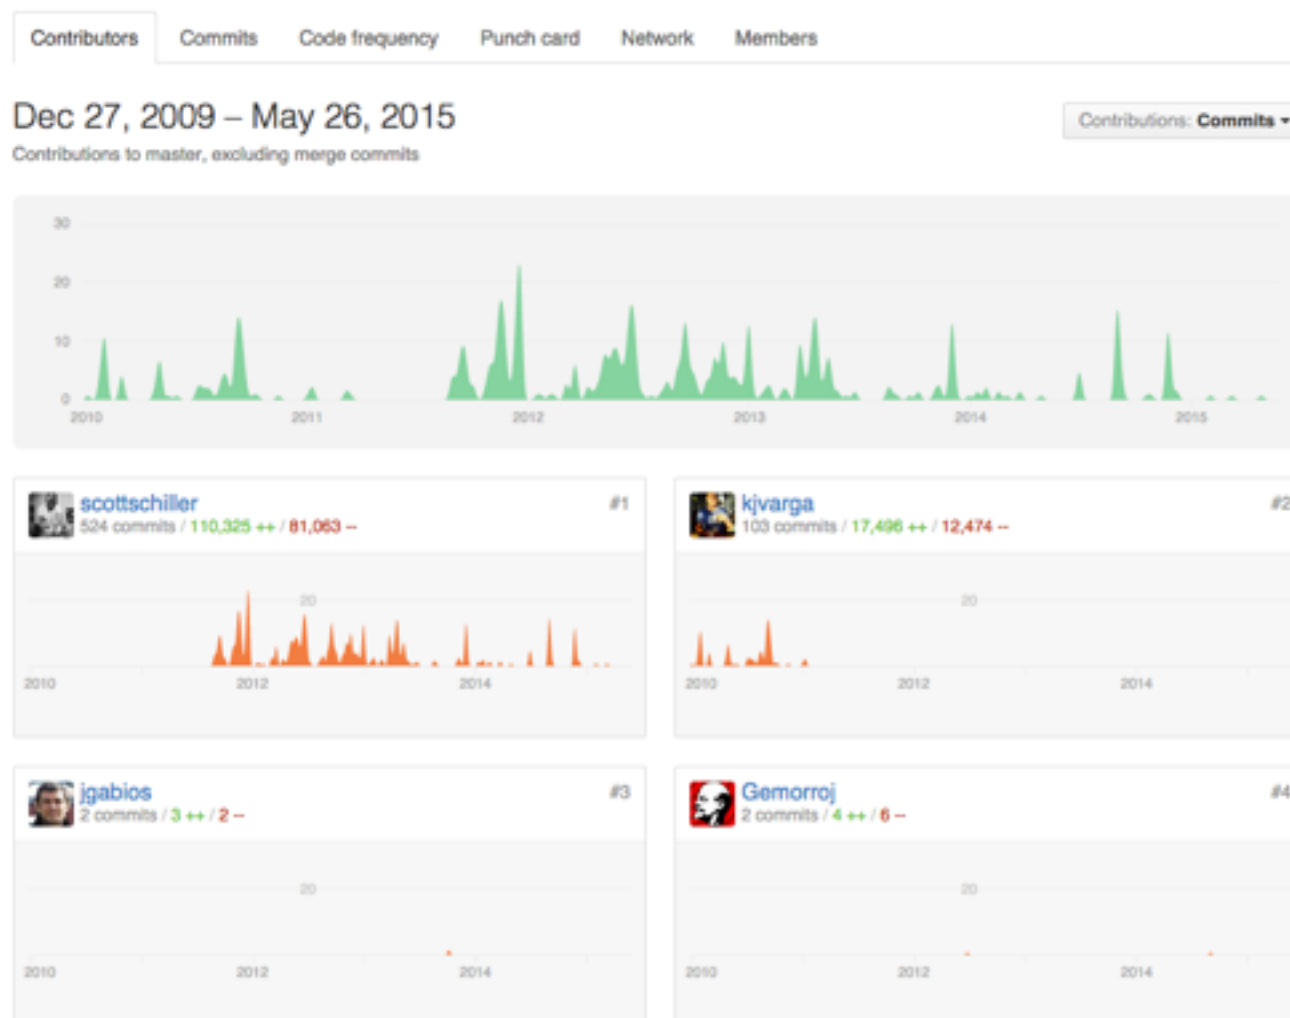 Contributors Commits Code frequency Punch card Network Members
Dec 27, 2009 – May 26, 2015
Contributions: Commits
Contributions to master, excluding merge commits
30
20
10
0
2010 2011 2012 2013 2014 2015
scottschiller #1
524 commits / 110,325 ++ / 81,063 --
20
2010 2012 2014
kjvarga #2
103 commits / 17,496 ++ / 12,474 --
20
2010 2012 2014
jgabios #3
2 commits / 3 ++ / 2 --
20
2010 2012 2014
Gemorroj #4
2 commits / 4 ++ / 6 --
20
2010 2012 2014